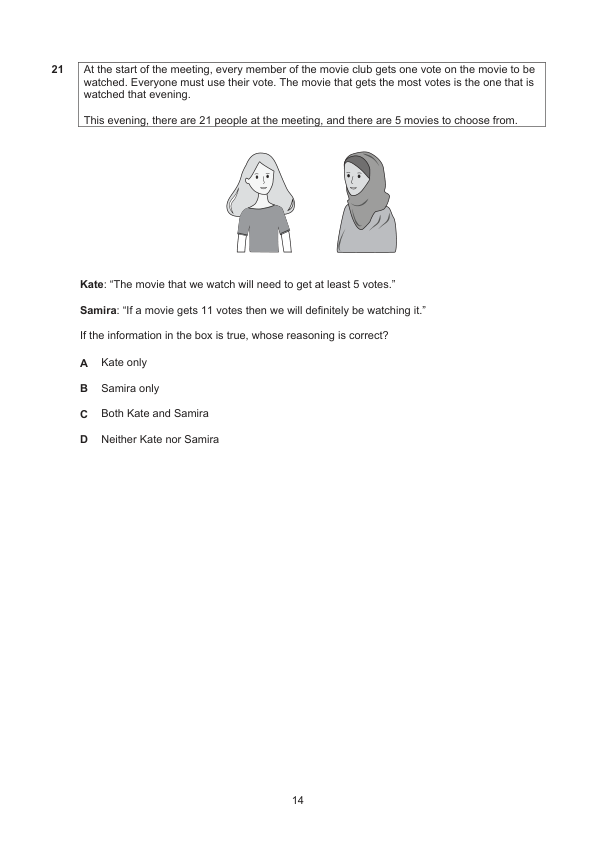 21
At the start of the meeting, every member of the movie club gets one vote on the movie to be
watched. Everyone must use their vote. The movie that gets the most votes is the one that is
watched that evening.
This evening, there are 21 people at the meeting, and there are 5 movies to choose from.
Kate: “The movie that we watch will need to get at least 5 votes.”
Samira: “If a movie gets 11 votes then we will definitely be watching it.”
If the information in the box is true, whose reasoning is correct?
A Kate only
B Samira only
C Both Kate and Samira
D Neither Kate nor Samira
14